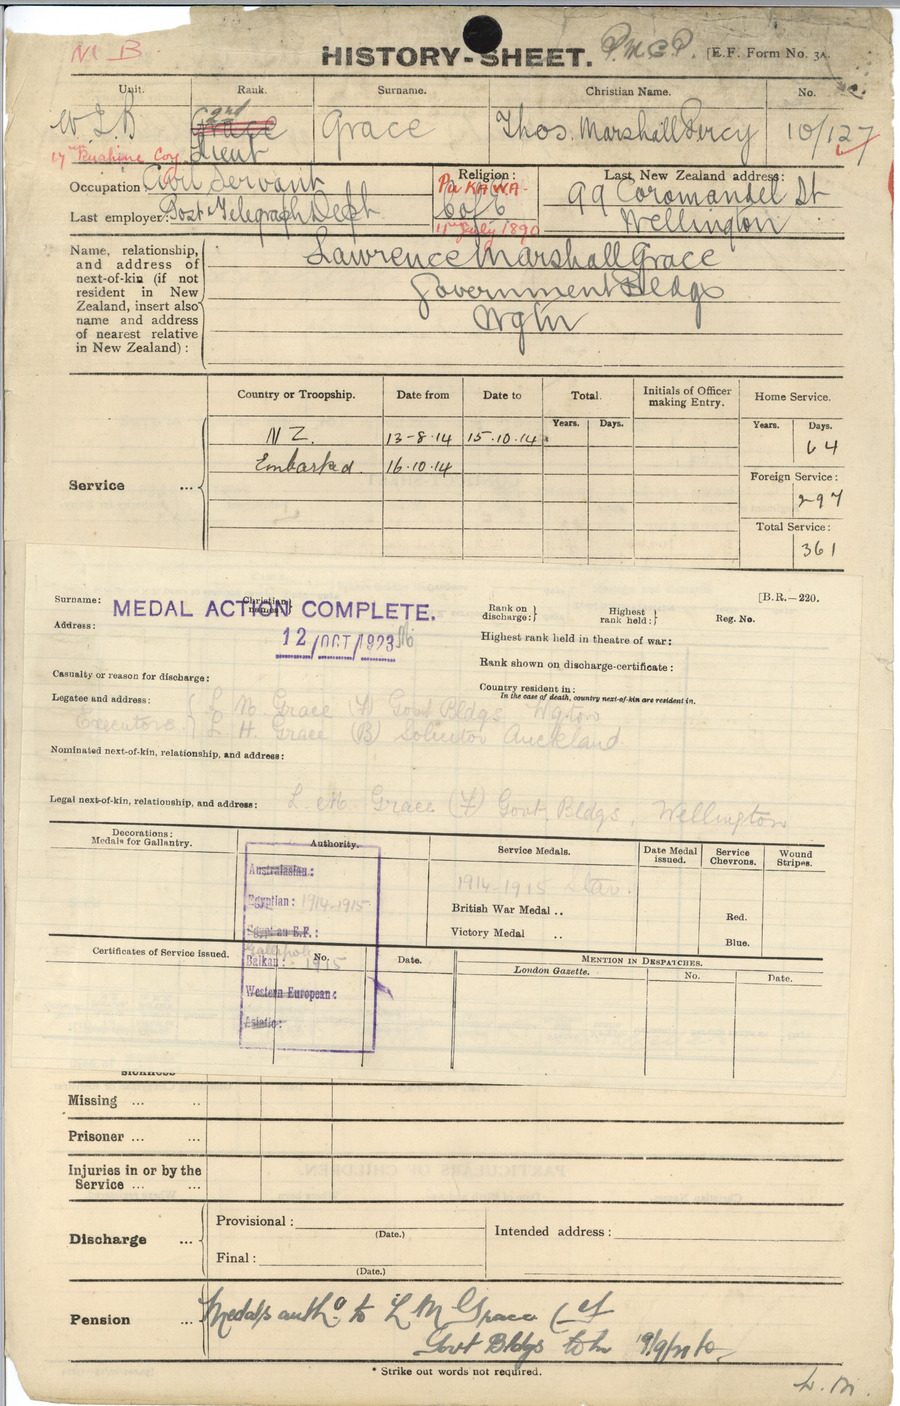 M B.
HISTORY-SHEET. P.M.C.P. [E.F. Form No. 3A.
Unit. Rank. Surname. Christian Name. No.
W I B 2nd Grace Thos. Marshall Percy 10/127
17th Ruahine Coy. Lieut
Occupation Civil Servant Religion: Last New Zealand address:
PUKAWA 99 Coromandel St
Last employer: Post & Telegraph Deph C of E Wellington
11th July 1890
Name, relationship, and address of next-of-kin (if not resident in New Zealand, insert also name and address of nearest relative in New Zealand):
Lawrence Marshall Grace
Government Bldgs
Wgtn
Service ...
Country or Troopship. Date from Date to Total. Initials of Officer making Entry. Home Service.
Years. Days. Years. Days.
N Z. 13-8-14 15.10.14 64
Embarked. 16.10.14
Foreign Service:
297
Total Service:
361
Surname: Christian names} Rank on discharge:} Highest rank held:} [B.R.—220.
MEDAL ACTION COMPLETE. Reg. No.
Address: 12/OCT/1923 Highest rank held in theatre of war:
Rank shown on discharge-certificate:
Casualty or reason for discharge: Country resident in:
In the case of death, country next-of-kin are resident in.
Legatee and address: L M Grace (F) Govt Bldgs Wgton
Executors L H. Grace (B) Solicitor Auckland.
Nominated next-of-kin, relationship, and address:
Legal next-of-kin, relationship, and address: L. M. Grace (F) Govt Bldgs, Wellington
Decorations: Medals for Gallantry. Authority. Service Medals. Date Medal issued. Service Chevrons. Wound Stripes.
Australasian:
1914-1915 Star.
Egyptian: 1914-1915 British War Medal ..
Red.
Egyptian E.F.: Victory Medal ..
Blue.
Gallipoli
Certificates of Service issued. No. Date. MENTION IN DESPATCHES.
Balkan: 1915
London Gazette. No. Date.
Western European:
Asiatic:
SICKNESS
Missing ... ..
Prisoner ... ...
Injuries in or by the Service ... ...
Discharge ... Provisional: (Date.) Intended address:
Final: (Date.)
Pension ... Medals auth. to L M Grace (F
Govt Bldgs
* Strike out words not required.